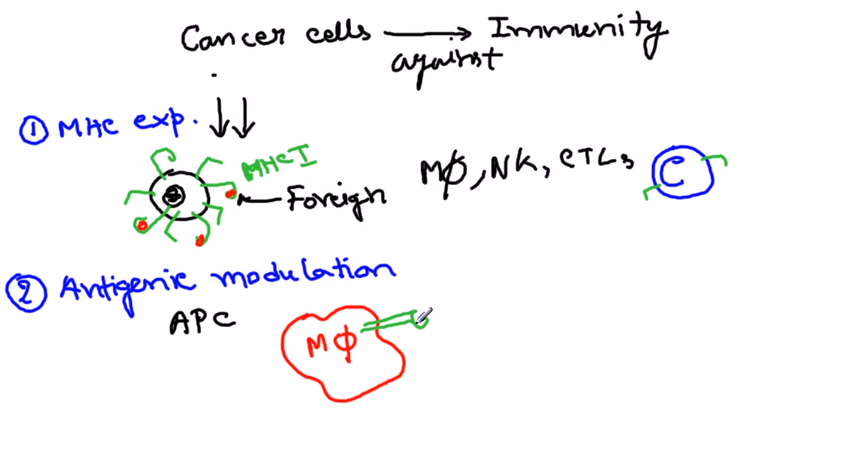 Cancer cells → Immunity
against
① MHC exp. ↓↓
MHC I
Foreign
MΦ, NK, CTLs
C
② Antigenic modulation
APC
MΦ